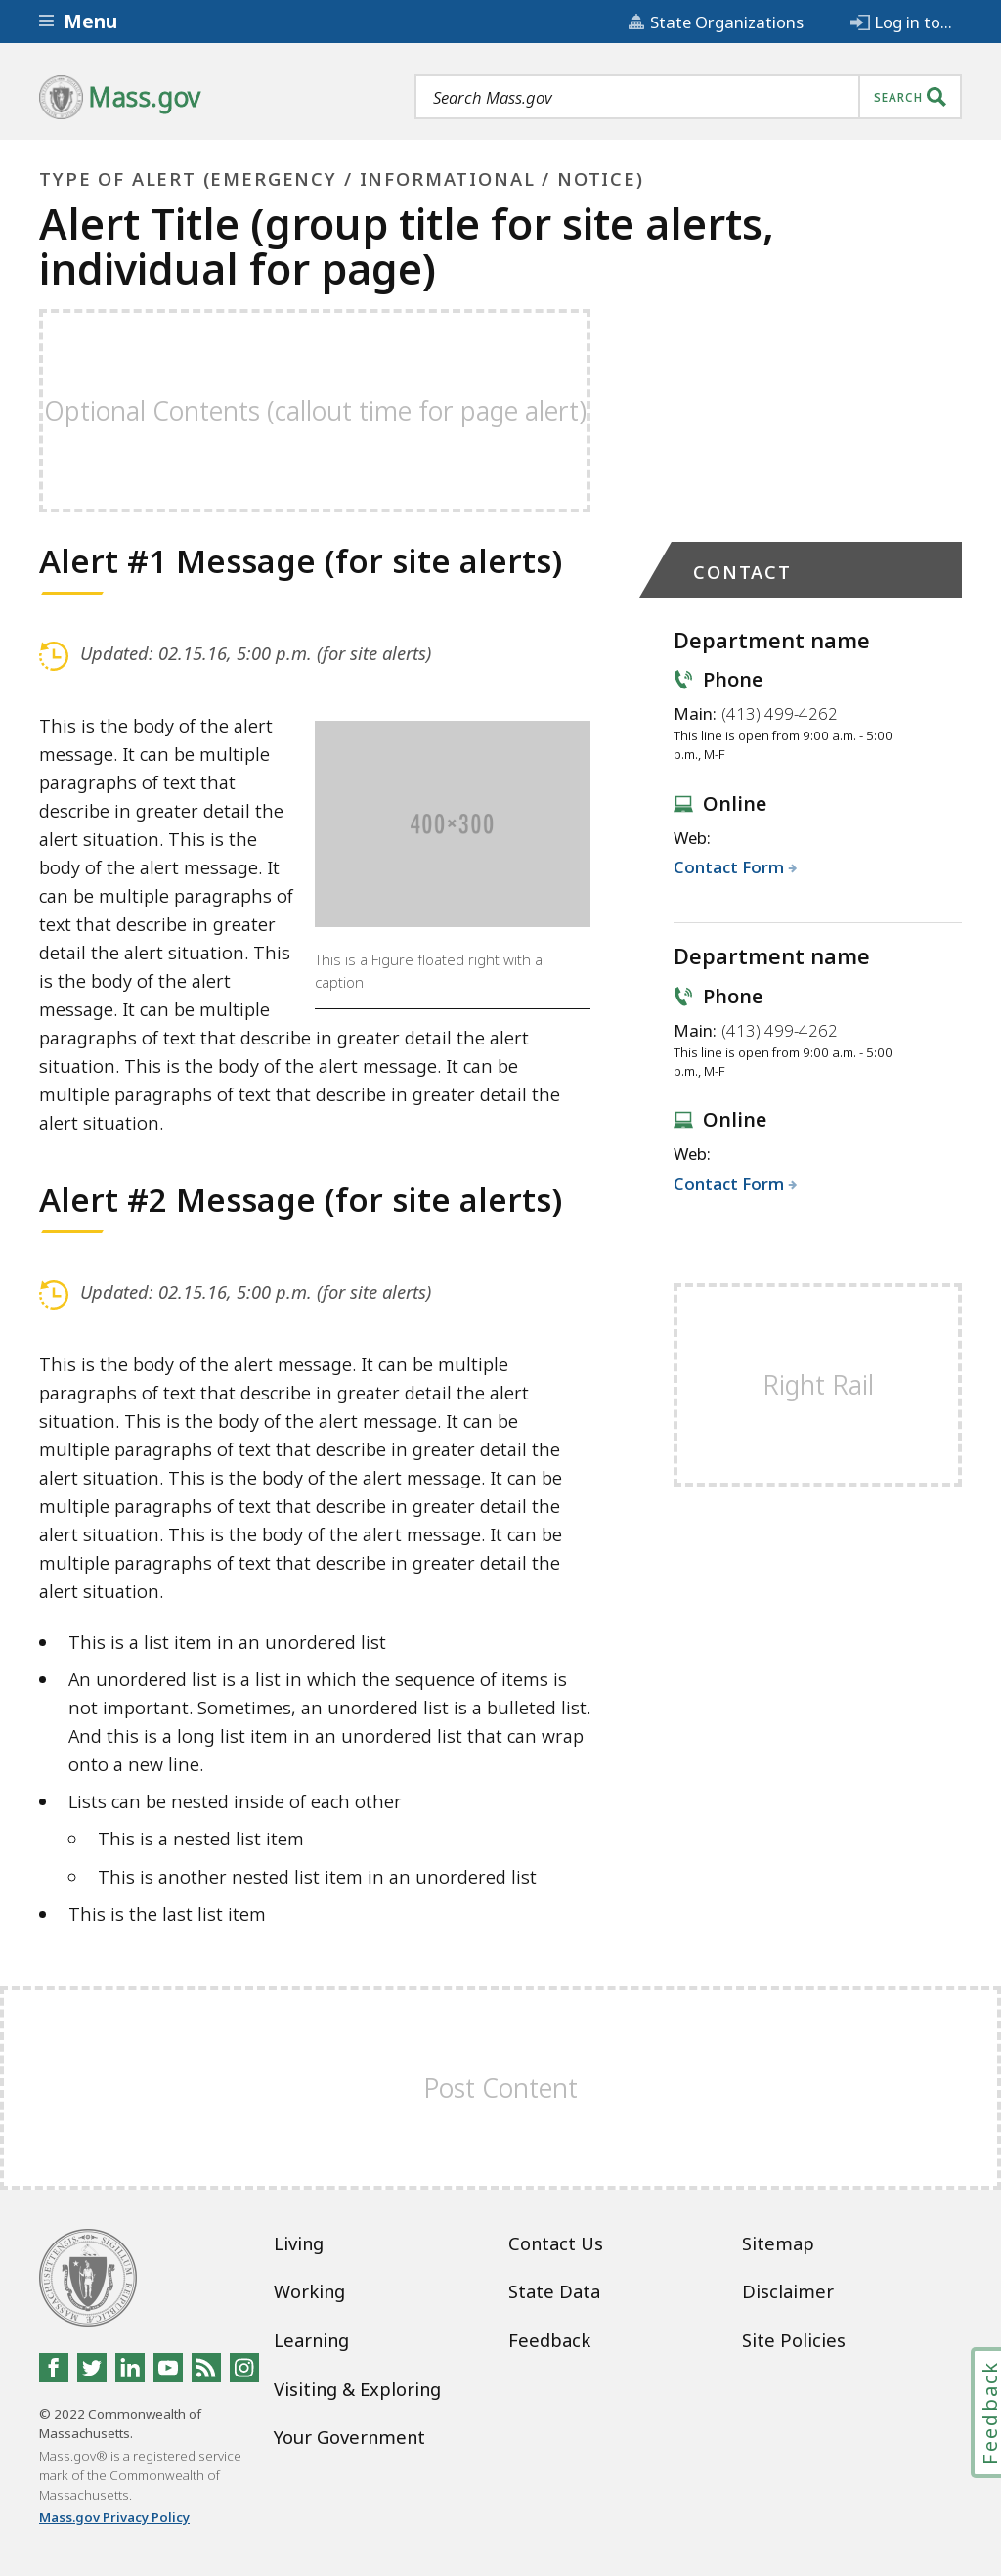 Menu
State Organizations
Log in to...
Mass.gov
Search Mass.gov
SEARCH
TYPE OF ALERT (EMERGENCY / INFORMATIONAL / NOTICE)
Alert Title (group title for site alerts,
individual for page)
Optional Contents (callout time for page alert)
Alert #1 Message (for site alerts)
Updated: 02.15.16, 5:00 p.m. (for site alerts)
This is the body of the alert
message. It can be multiple
paragraphs of text that
describe in greater detail the
alert situation. This is the
body of the alert message. It
can be multiple paragraphs of
text that describe in greater
detail the alert situation. This
is the body of the alert
message. It can be multiple
paragraphs of text that describe in greater detail the alert
situation. This is the body of the alert message. It can be
multiple paragraphs of text that describe in greater detail the
alert situation.
400×300
This is a Figure floated right with a
caption
Alert #2 Message (for site alerts)
Updated: 02.15.16, 5:00 p.m. (for site alerts)
This is the body of the alert message. It can be multiple
paragraphs of text that describe in greater detail the alert
situation. This is the body of the alert message. It can be
multiple paragraphs of text that describe in greater detail the
alert situation. This is the body of the alert message. It can be
multiple paragraphs of text that describe in greater detail the
alert situation. This is the body of the alert message. It can be
multiple paragraphs of text that describe in greater detail the
alert situation.
This is a list item in an unordered list
An unordered list is a list in which the sequence of items is
not important. Sometimes, an unordered list is a bulleted list.
And this is a long list item in an unordered list that can wrap
onto a new line.
Lists can be nested inside of each other
This is a nested list item
This is another nested list item in an unordered list
This is the last list item
CONTACT
Department name
Phone
Main: (413) 499-4262
This line is open from 9:00 a.m. - 5:00
p.m., M-F
Online
Web:
Contact Form
Department name
Phone
Main: (413) 499-4262
This line is open from 9:00 a.m. - 5:00
p.m., M-F
Online
Web:
Contact Form
Right Rail
Post Content
Living
Working
Learning
Visiting & Exploring
Your Government
Contact Us
State Data
Feedback
Sitemap
Disclaimer
Site Policies
© 2022 Commonwealth of
Massachusetts.
Mass.gov® is a registered service
mark of the Commonwealth of
Massachusetts.
Mass.gov Privacy Policy
Feedback